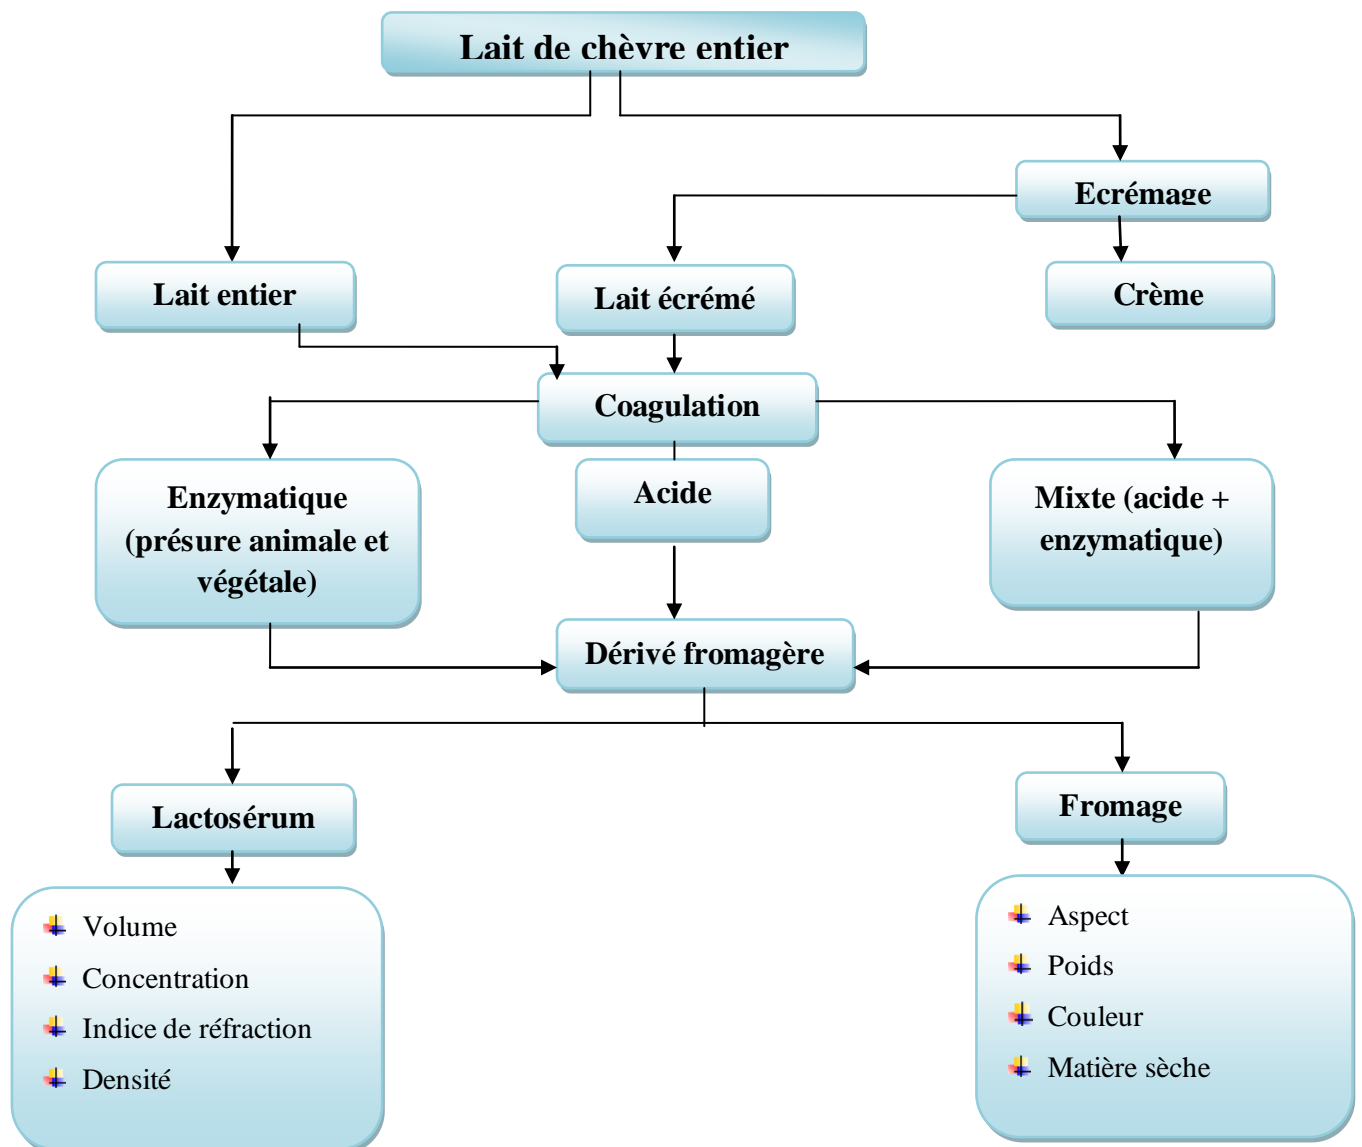 Lait de chèvre entier
Ecrémage
Lait entier
Lait écrémé
Crème
Coagulation
Enzymatique
(présure animale et
végétale)
Acide
Mixte (acide +
enzymatique)
Dérivé fromagère
Lactosérum
Fromage
Volume
Concentration
Indice de réfraction
Densité
Aspect
Poids
Couleur
Matière sèche